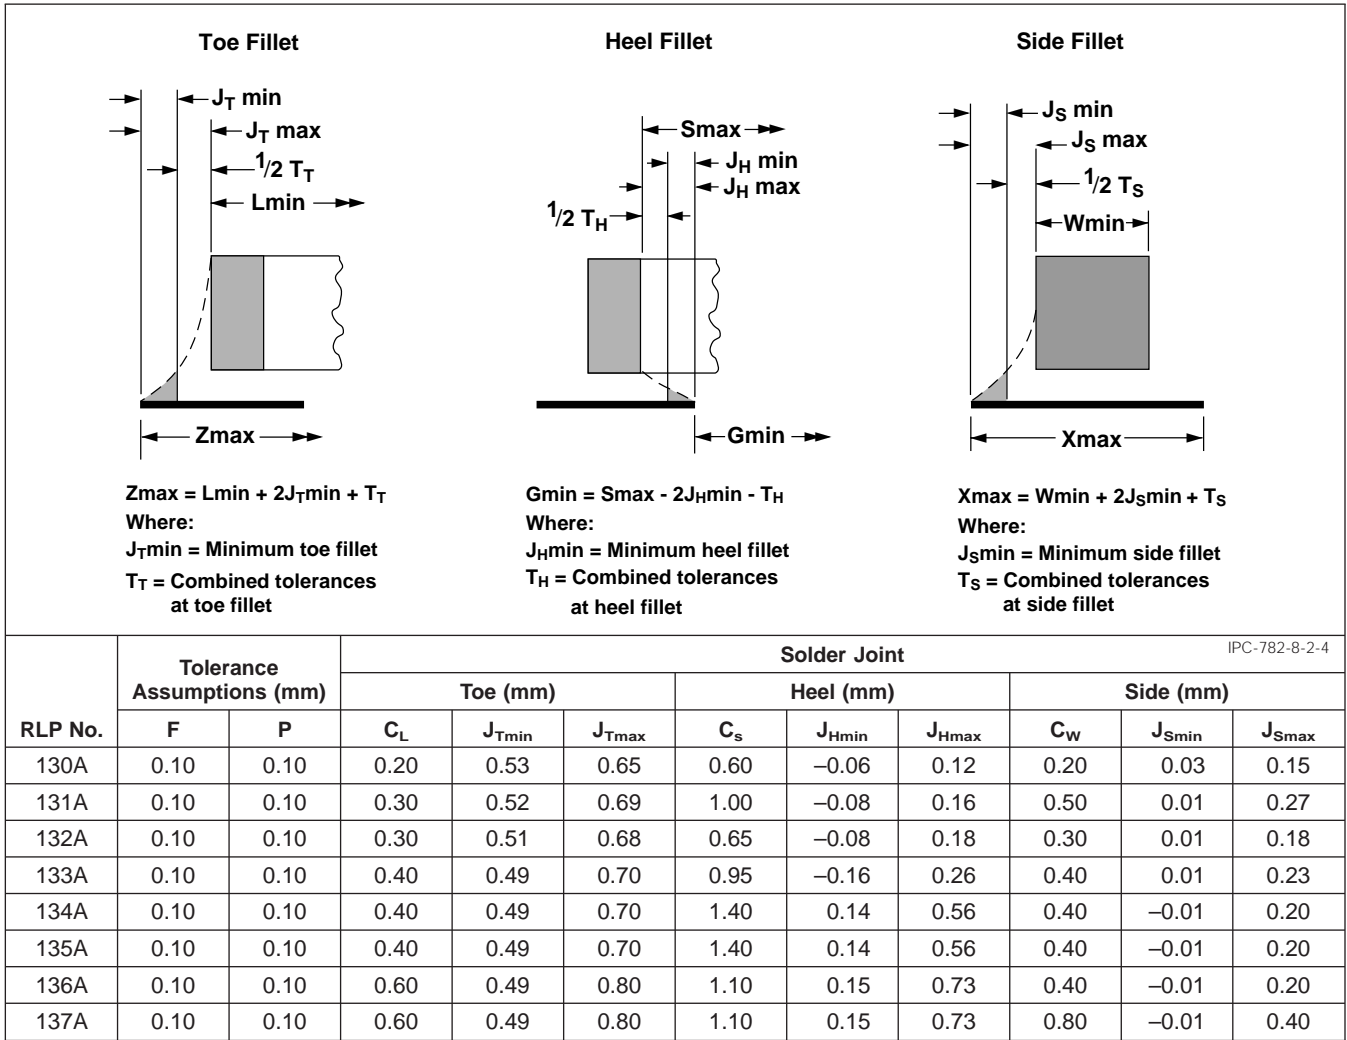 Toe Fillet
Heel Fillet
Side Fillet
JT min
JT max
1/2 TT
Lmin
Zmax
Smax
JH min
JH max
1/2 TH
Gmin
JS min
JS max
1/2 TS
Wmin
Xmax
Zmax = Lmin + 2JTmin + TT
Where:
JTmin = Minimum toe fillet
TT = Combined tolerances
at toe fillet
Gmin = Smax - 2JHmin - TH
Where:
JHmin = Minimum heel fillet
TH = Combined tolerances
at heel fillet
Xmax = Wmin + 2JSmin + TS
Where:
JSmin = Minimum side fillet
TS = Combined tolerances
at side fillet
IPC-782-8-2-4
RLP No.
Tolerance
Assumptions (mm)
Solder Joint
Toe (mm) Heel (mm) Side (mm)
F P CL JTmin JTmax Cs JHmin JHmax CW JSmin JSmax
130A 0.10 0.10 0.20 0.53 0.65 0.60 –0.06 0.12 0.20 0.03 0.15
131A 0.10 0.10 0.30 0.52 0.69 1.00 –0.08 0.16 0.50 0.01 0.27
132A 0.10 0.10 0.30 0.51 0.68 0.65 –0.08 0.18 0.30 0.01 0.18
133A 0.10 0.10 0.40 0.49 0.70 0.95 –0.16 0.26 0.40 0.01 0.23
134A 0.10 0.10 0.40 0.49 0.70 1.40 0.14 0.56 0.40 –0.01 0.20
135A 0.10 0.10 0.40 0.49 0.70 1.40 0.14 0.56 0.40 –0.01 0.20
136A 0.10 0.10 0.60 0.49 0.80 1.10 0.15 0.73 0.40 –0.01 0.20
137A 0.10 0.10 0.60 0.49 0.80 1.10 0.15 0.73 0.80 –0.01 0.40